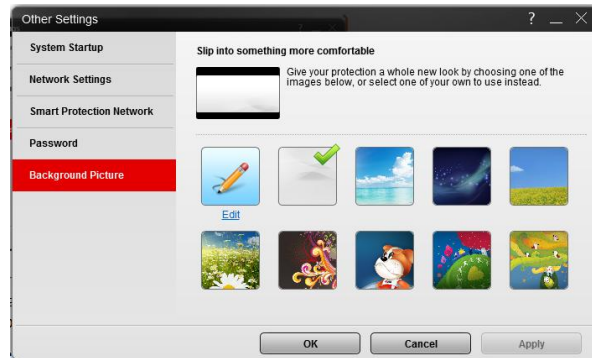 Other Settings
? _ X
System Startup
Network Settings
Smart Protection Network
Password
Background Picture
Slip into something more comfortable
Give your protection a whole new look by choosing one of the
images below, or select one of your own to use instead.
Edit
OK
Cancel
Apply